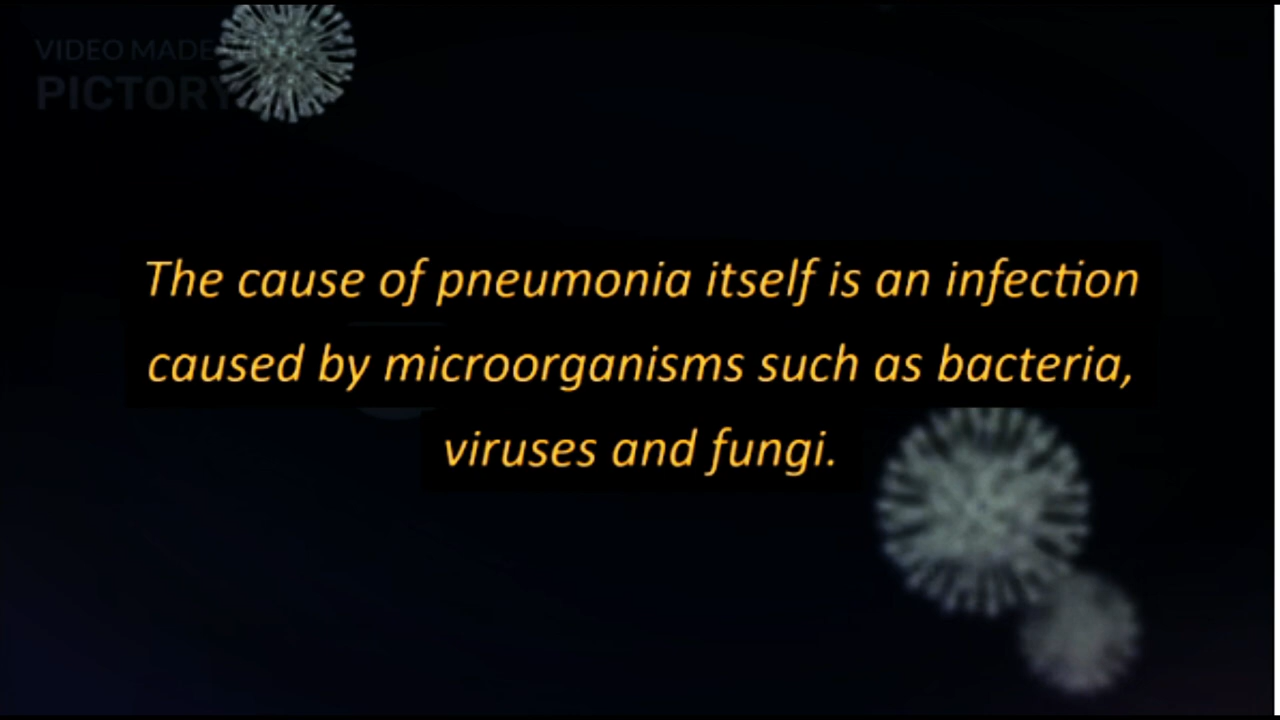 VIDEO MADE
PICTORY
The cause of pneumonia itself is an infection
caused by microorganisms such as bacteria,
viruses and fungi.